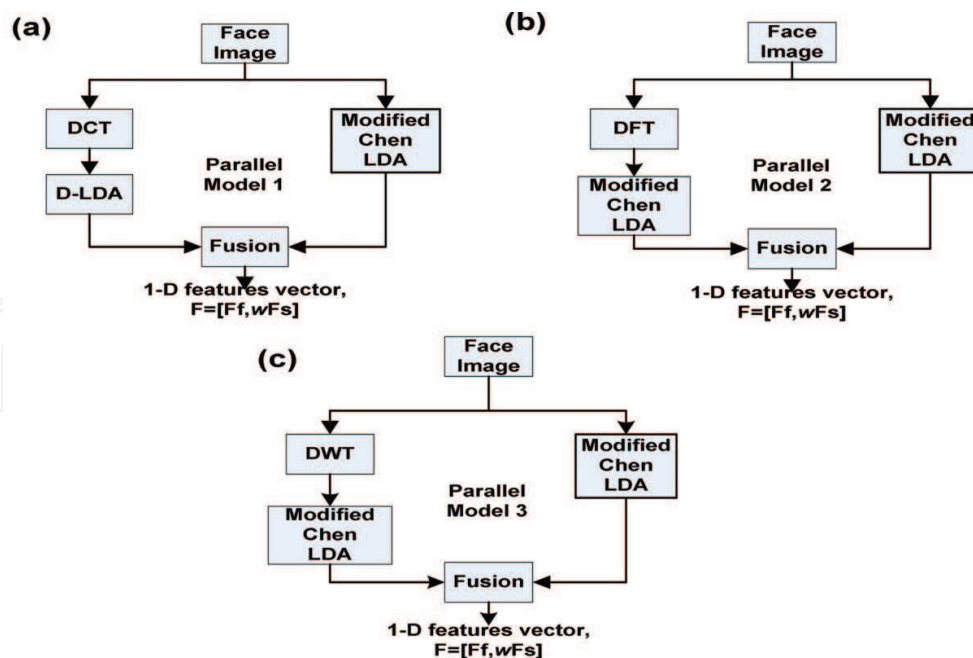 (a)
Face
Image
DCT
D-LDA
Modified
Chen
LDA
Parallel
Model 1
Fusion
1-D features vector,
F=[Ff,wFs]
(b)
Face
Image
DFT
Modified
Chen
LDA
Modified
Chen
LDA
Parallel
Model 2
Fusion
1-D features vector,
F=[Ff,wFs]
(c)
Face
Image
DWT
Modified
Chen
LDA
Modified
Chen
LDA
Parallel
Model 3
Fusion
1-D features vector,
F=[Ff,wFs]